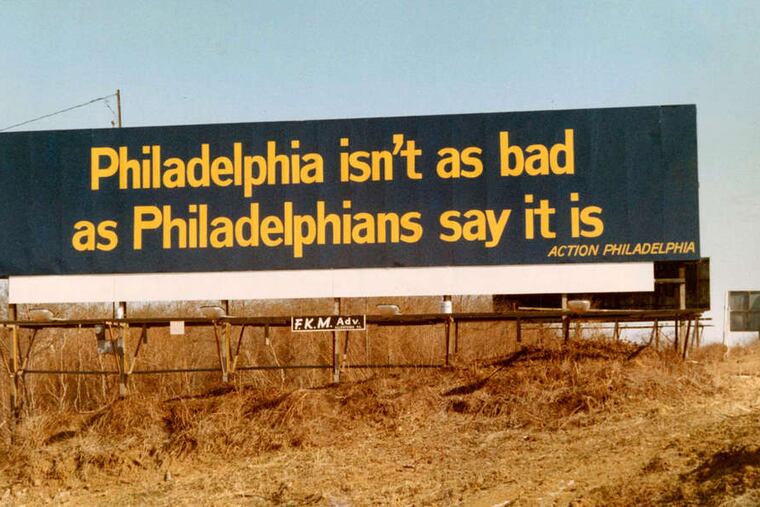 Philadelphia isn't as bad
as Philadelphians say it is
ACTION PHILADELPHIA
F.K.M. Adv.